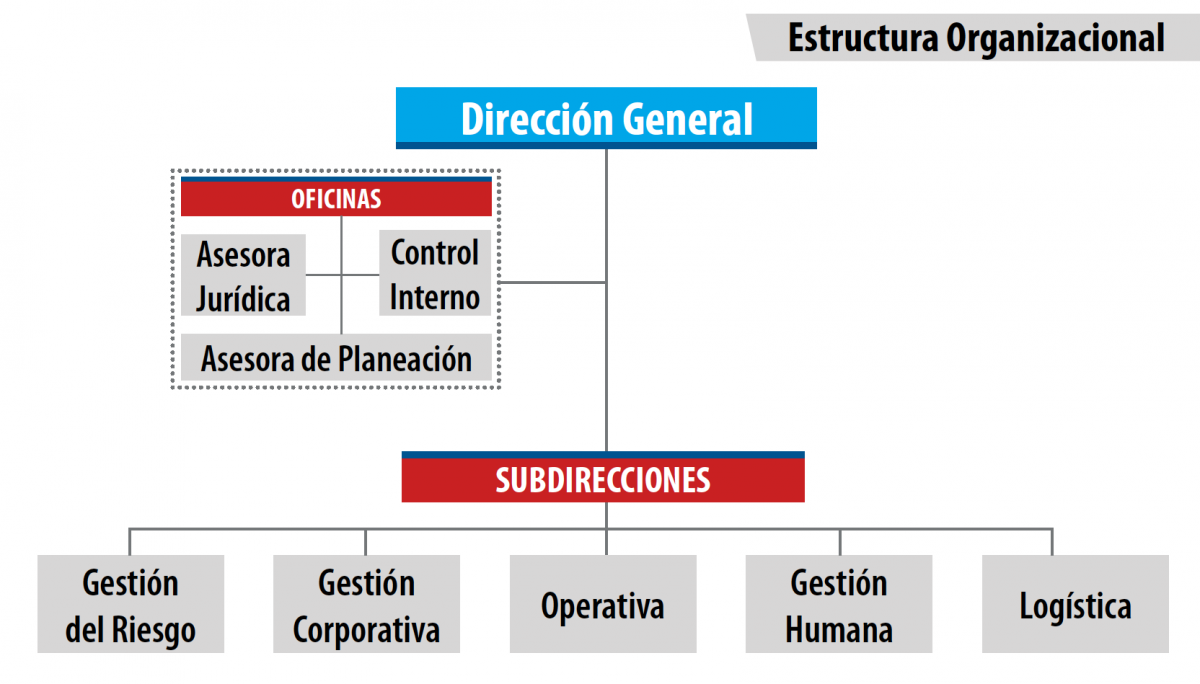 Estructura Organizacional
Dirección General
OFICINAS
Asesora
Jurídica
Control
Interno
Asesora de Planeación
SUBDIRECCIONES
Gestión
del Riesgo
Gestión
Corporativa
Operativa
Gestión
Humana
Logística